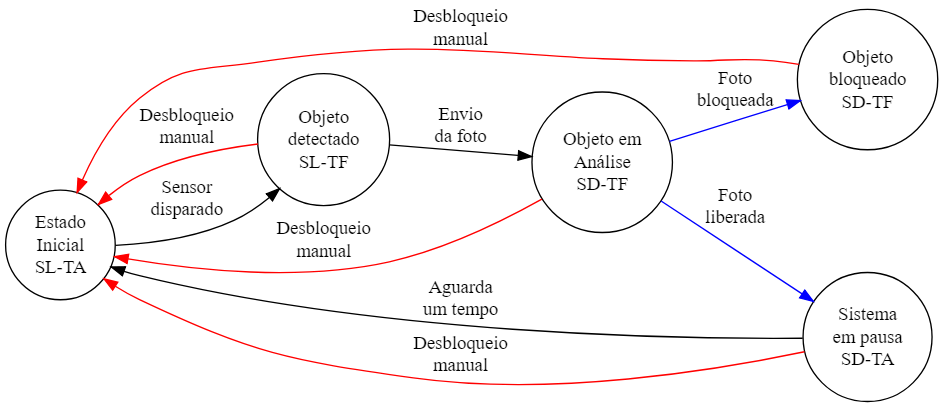 Desbloqueio
manual
Objeto
bloqueado
SD-TF
Foto
bloqueada
Desbloqueio
manual
Objeto
detectado
SL-TF
Envio
da foto
Objeto em
Análise
SD-TF
Sensor
disparado
Foto
liberada
Estado
Inicial
SL-TA
Desbloqueio
manual
Aguarda
um tempo
Sistema
em pausa
SD-TA
Desbloqueio
manual